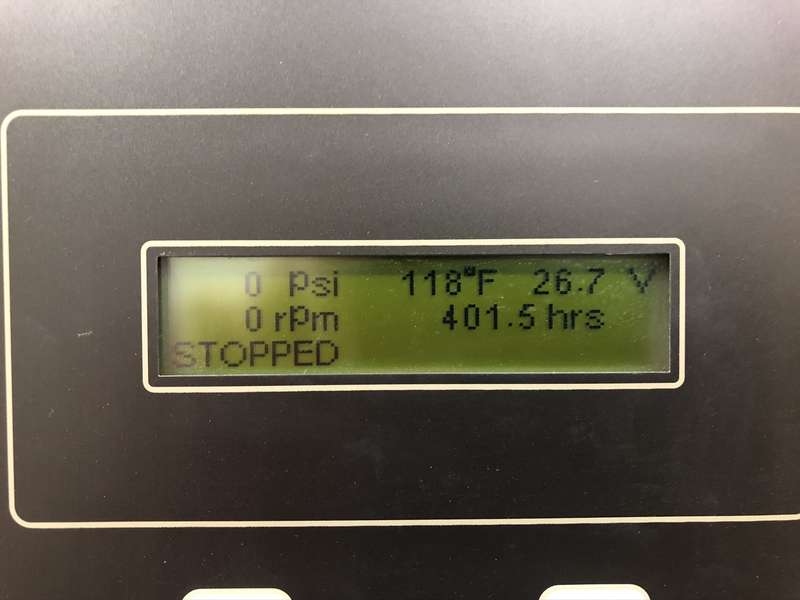 0 psi 118°F 26.7 V
0 rpm 401.5 hrs
STOPPED